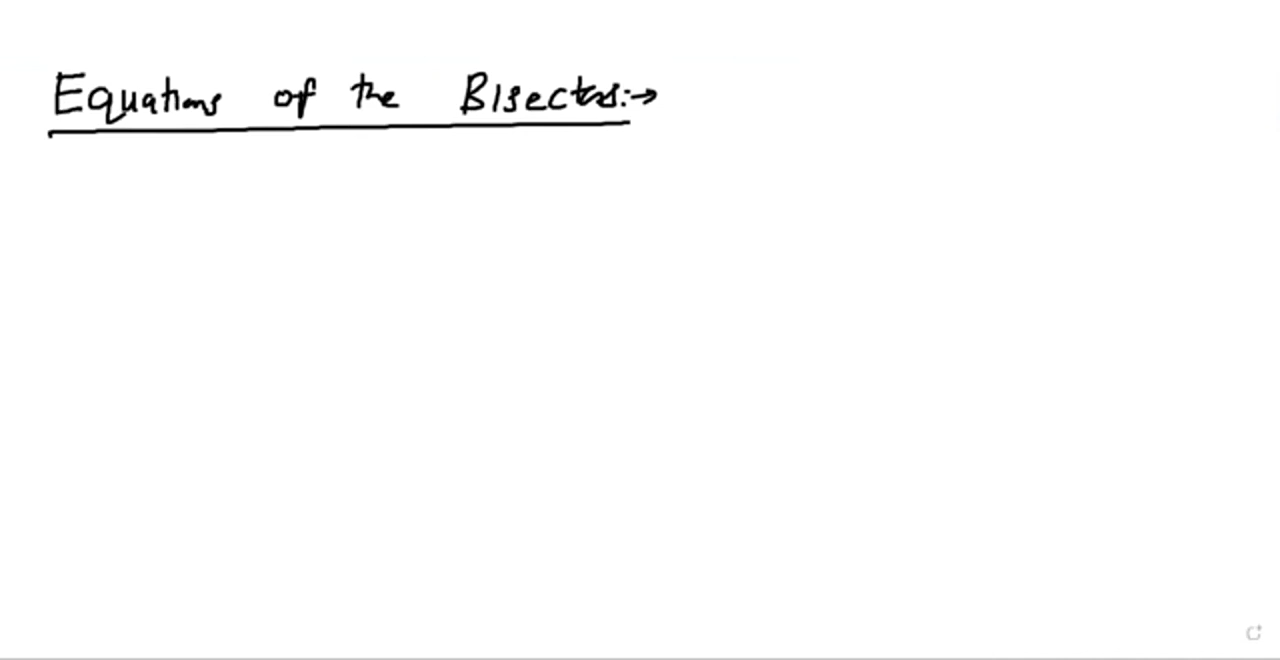 Equations of the Bisectors:→